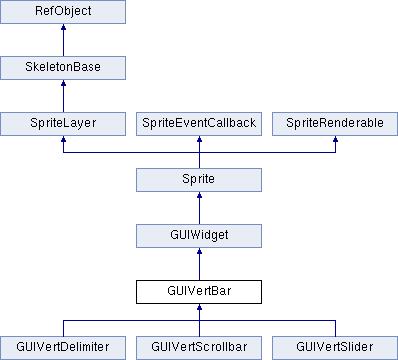 RefObject
SkeletonBase
SpriteLayer
SpriteEventCallback
SpriteRenderable
Sprite
GUIWidget
GUIVertBar
GUIVertDelimiter
GUIVertScrollbar
GUIVertSlider